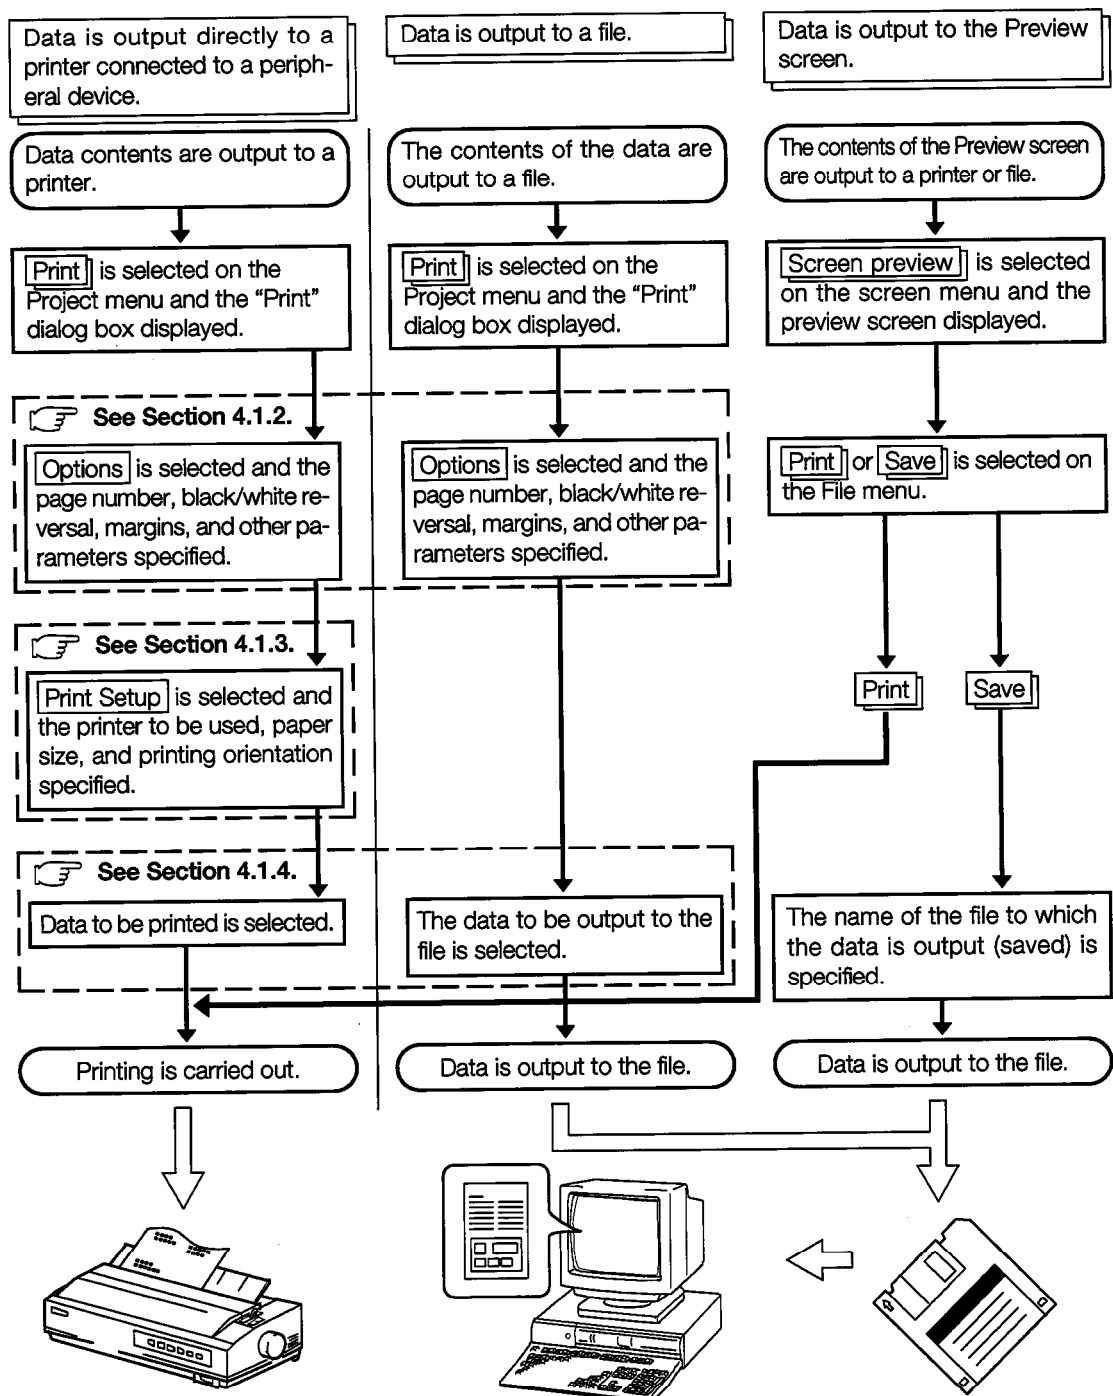 Data is output directly to a
printer connected to a periph-
eral device.
Data is output to a file.
Data is output to the Preview
screen.
Data contents are output to a
printer.
The contents of the data are
output to a file.
The contents of the Preview screen
are output to a printer or file.
Print is selected on the
Project menu and the “Print”
dialog box displayed.
Print is selected on the
Project menu and the “Print”
dialog box displayed.
Screen preview is selected
on the screen menu and the
preview screen displayed.
See Section 4.1.2.
Options is selected and the
page number, black/white re-
versal, margins, and other pa-
rameters specified.
Options is selected and the
page number, black/white re-
versal, margins, and other pa-
rameters specified.
Print or Save is selected on
the File menu.
See Section 4.1.3.
Print Setup is selected and
the printer to be used, paper
size, and printing orientation
specified.
Print
Save
See Section 4.1.4.
Data to be printed is selected.
The data to be output to the
file is selected.
The name of the file to which
the data is output (saved) is
specified.
Printing is carried out.
Data is output to the file.
Data is output to the file.